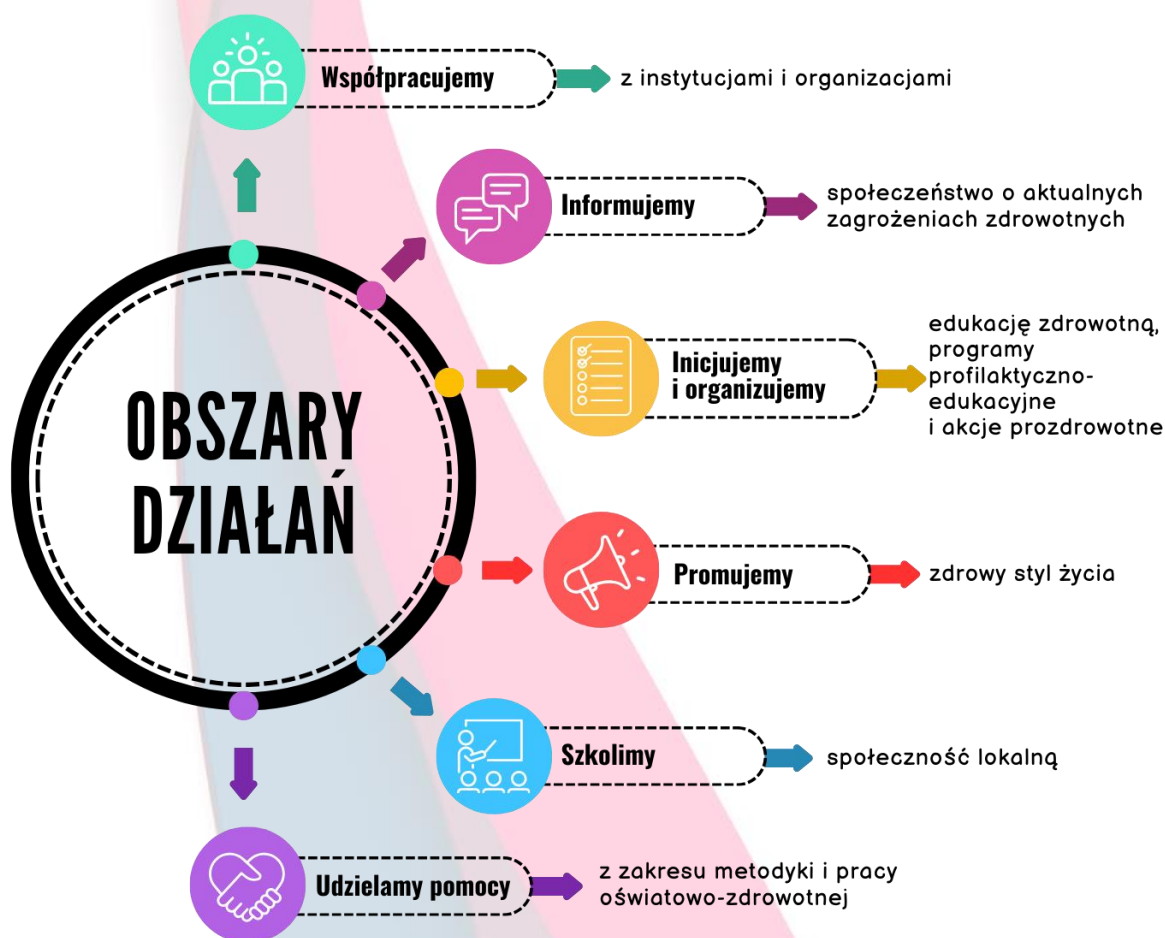 Współpracujemy
z instytucjami i organizacjami
Informujemy
społeczeństwo o aktualnych
zagrożeniach zdrowotnych
OBSZARY
DZIAŁAŃ
Inicjujemy
i organizujemy
edukację zdrowotną,
programy
profilaktyczno-
edukacyjne
i akcje prozdrowotne
Promujemy
zdrowy styl życia
Szkolimy
społeczność lokalną
Udzielamy pomocy
z zakresu metodyki i pracy
oświatowo-zdrowotnej